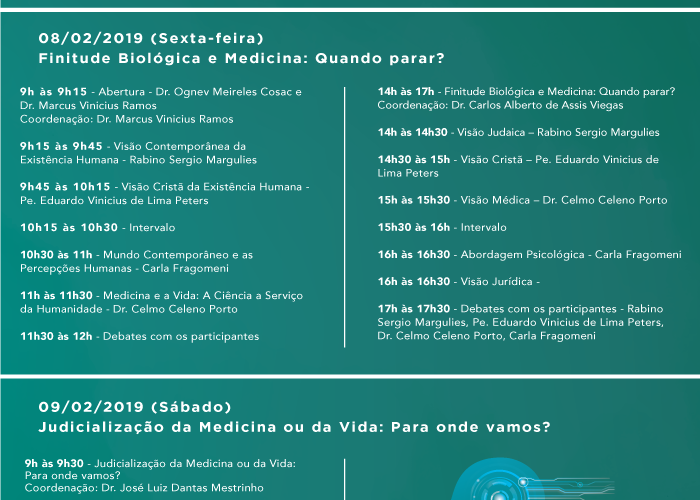 08/02/2019 (Sexta-feira)
Finitude Biológica e Medicina: Quando parar?
9h às 9h15 - Abertura - Dr. Ognev Meireles Cosac e
Dr. Marcus Vinicius Ramos
Coordenação: Dr. Marcus Vinicius Ramos
9h15 às 9h45 - Visão Contemporânea da
Existência Humana - Rabino Sergio Margulies
9h45 às 10h15 - Visão Cristã da Existência Humana -
Pe. Eduardo Vinicius de Lima Peters
10h15 às 10h30 - Intervalo
10h30 às 11h - Mundo Contemporâneo e as
Percepções Humanas - Carla Fragomeni
11h às 11h30 - Medicina e a Vida: A Ciência a Serviço
da Humanidade - Dr. Celmo Celeno Porto
11h30 às 12h - Debates com os participantes
14h às 17h - Finitude Biológica e Medicina: Quando parar?
Coordenação: Dr. Carlos Alberto de Assis Viegas
14h às 14h30 - Visão Judaica – Rabino Sergio Margulies
14h30 às 15h - Visão Cristã – Pe. Eduardo Vinicius de
Lima Peters
15h às 15h30 - Visão Médica – Dr. Celmo Celeno Porto
15h30 às 16h - Intervalo
16h às 16h30 - Abordagem Psicológica - Carla Fragomeni
16h às 16h30 - Visão Jurídica -
17h às 17h30 - Debates com os participantes - Rabino
Sergio Margulies, Pe. Eduardo Vinicius de Lima Peters,
Dr. Celmo Celeno Porto, Carla Fragomeni
09/02/2019 (Sábado)
Judicialização da Medicina ou da Vida: Para onde vamos?
9h às 9h30 - Judicialização da Medicina ou da Vida:
Para onde vamos?
Coordenação: Dr. José Luiz Dantas Mestrinho